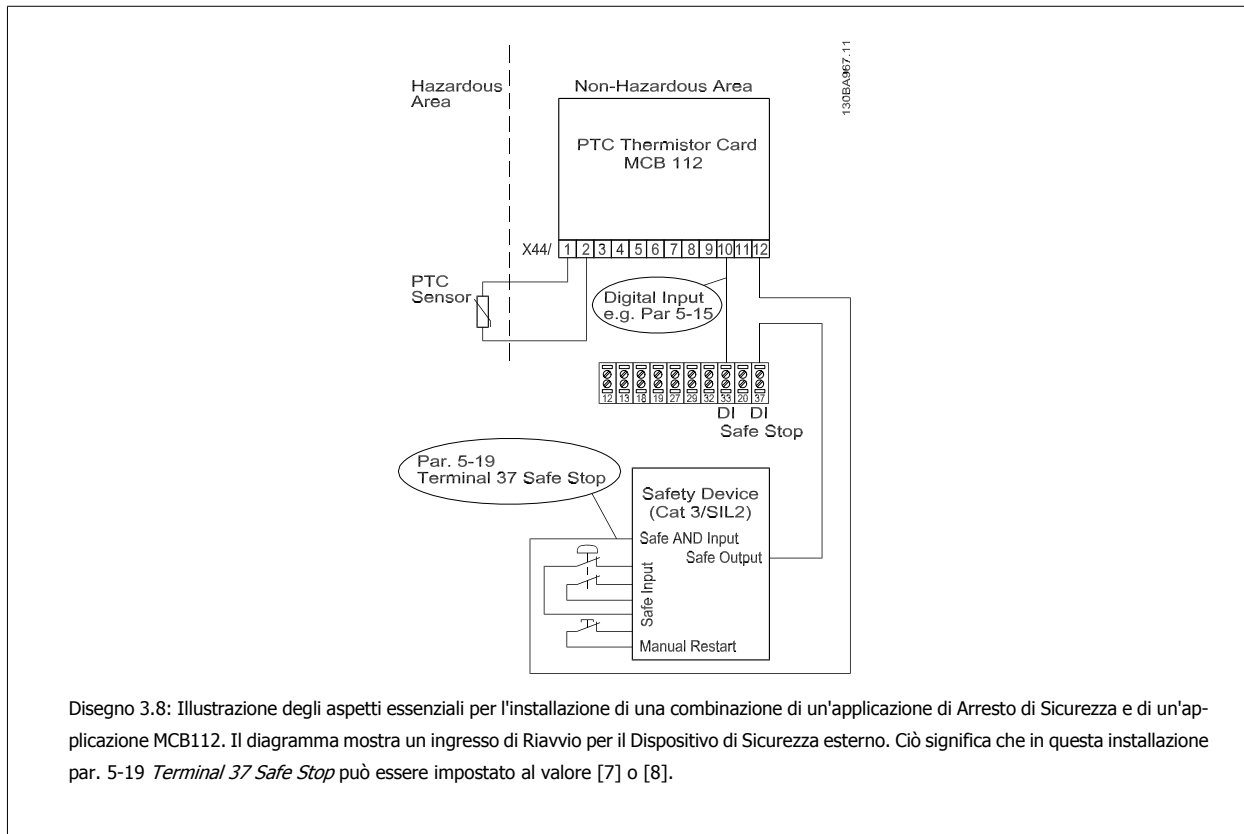 130BA967.11
Hazardous
Area
Non-Hazardous Area
PTC Thermistor Card
MCB 112
X44/ 1 2 3 4 5 6 7 8 9 10 11 12
PTC
Sensor
Digital Input
e.g. Par 5-15
12 13 18 19 27 29 32 33 20 37
DI DI
Safe Stop
Par. 5-19
Terminal 37 Safe Stop
Safety Device
(Cat 3/SIL2)
Safe AND Input
Safe Output
Safe Input
Manual Restart
Disegno 3.8: Illustrazione degli aspetti essenziali per l'installazione di una combinazione di un'applicazione di Arresto di Sicurezza e di un'ap-
plicazione MCB112. Il diagramma mostra un ingresso di Riavvio per il Dispositivo di Sicurezza esterno. Ciò significa che in questa installazione
par. 5-19 Terminal 37 Safe Stop può essere impostato al valore [7] o [8].